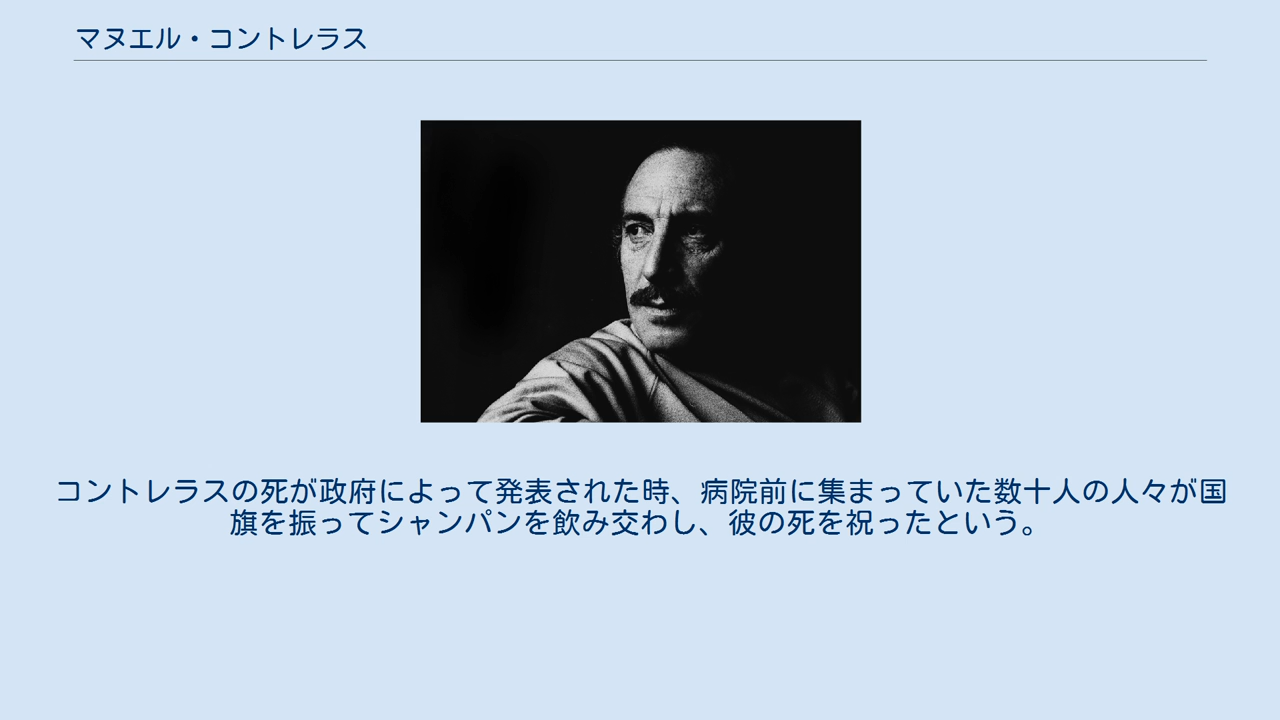 マヌエル・コントレラス
コントレラスの死が政府によって発表された時、病院前に集まっていた数十人の人々が国
旗を振ってシャンパンを飲み交わし、彼の死を祝ったという。